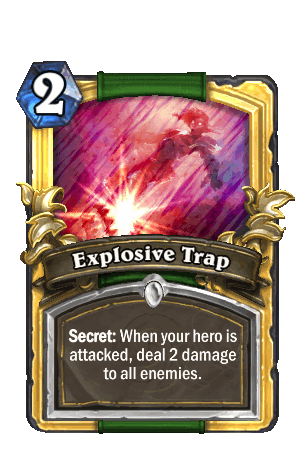 2
Explosive Trap
Secret: When your hero is
attacked, deal 2 damage
to all enemies.